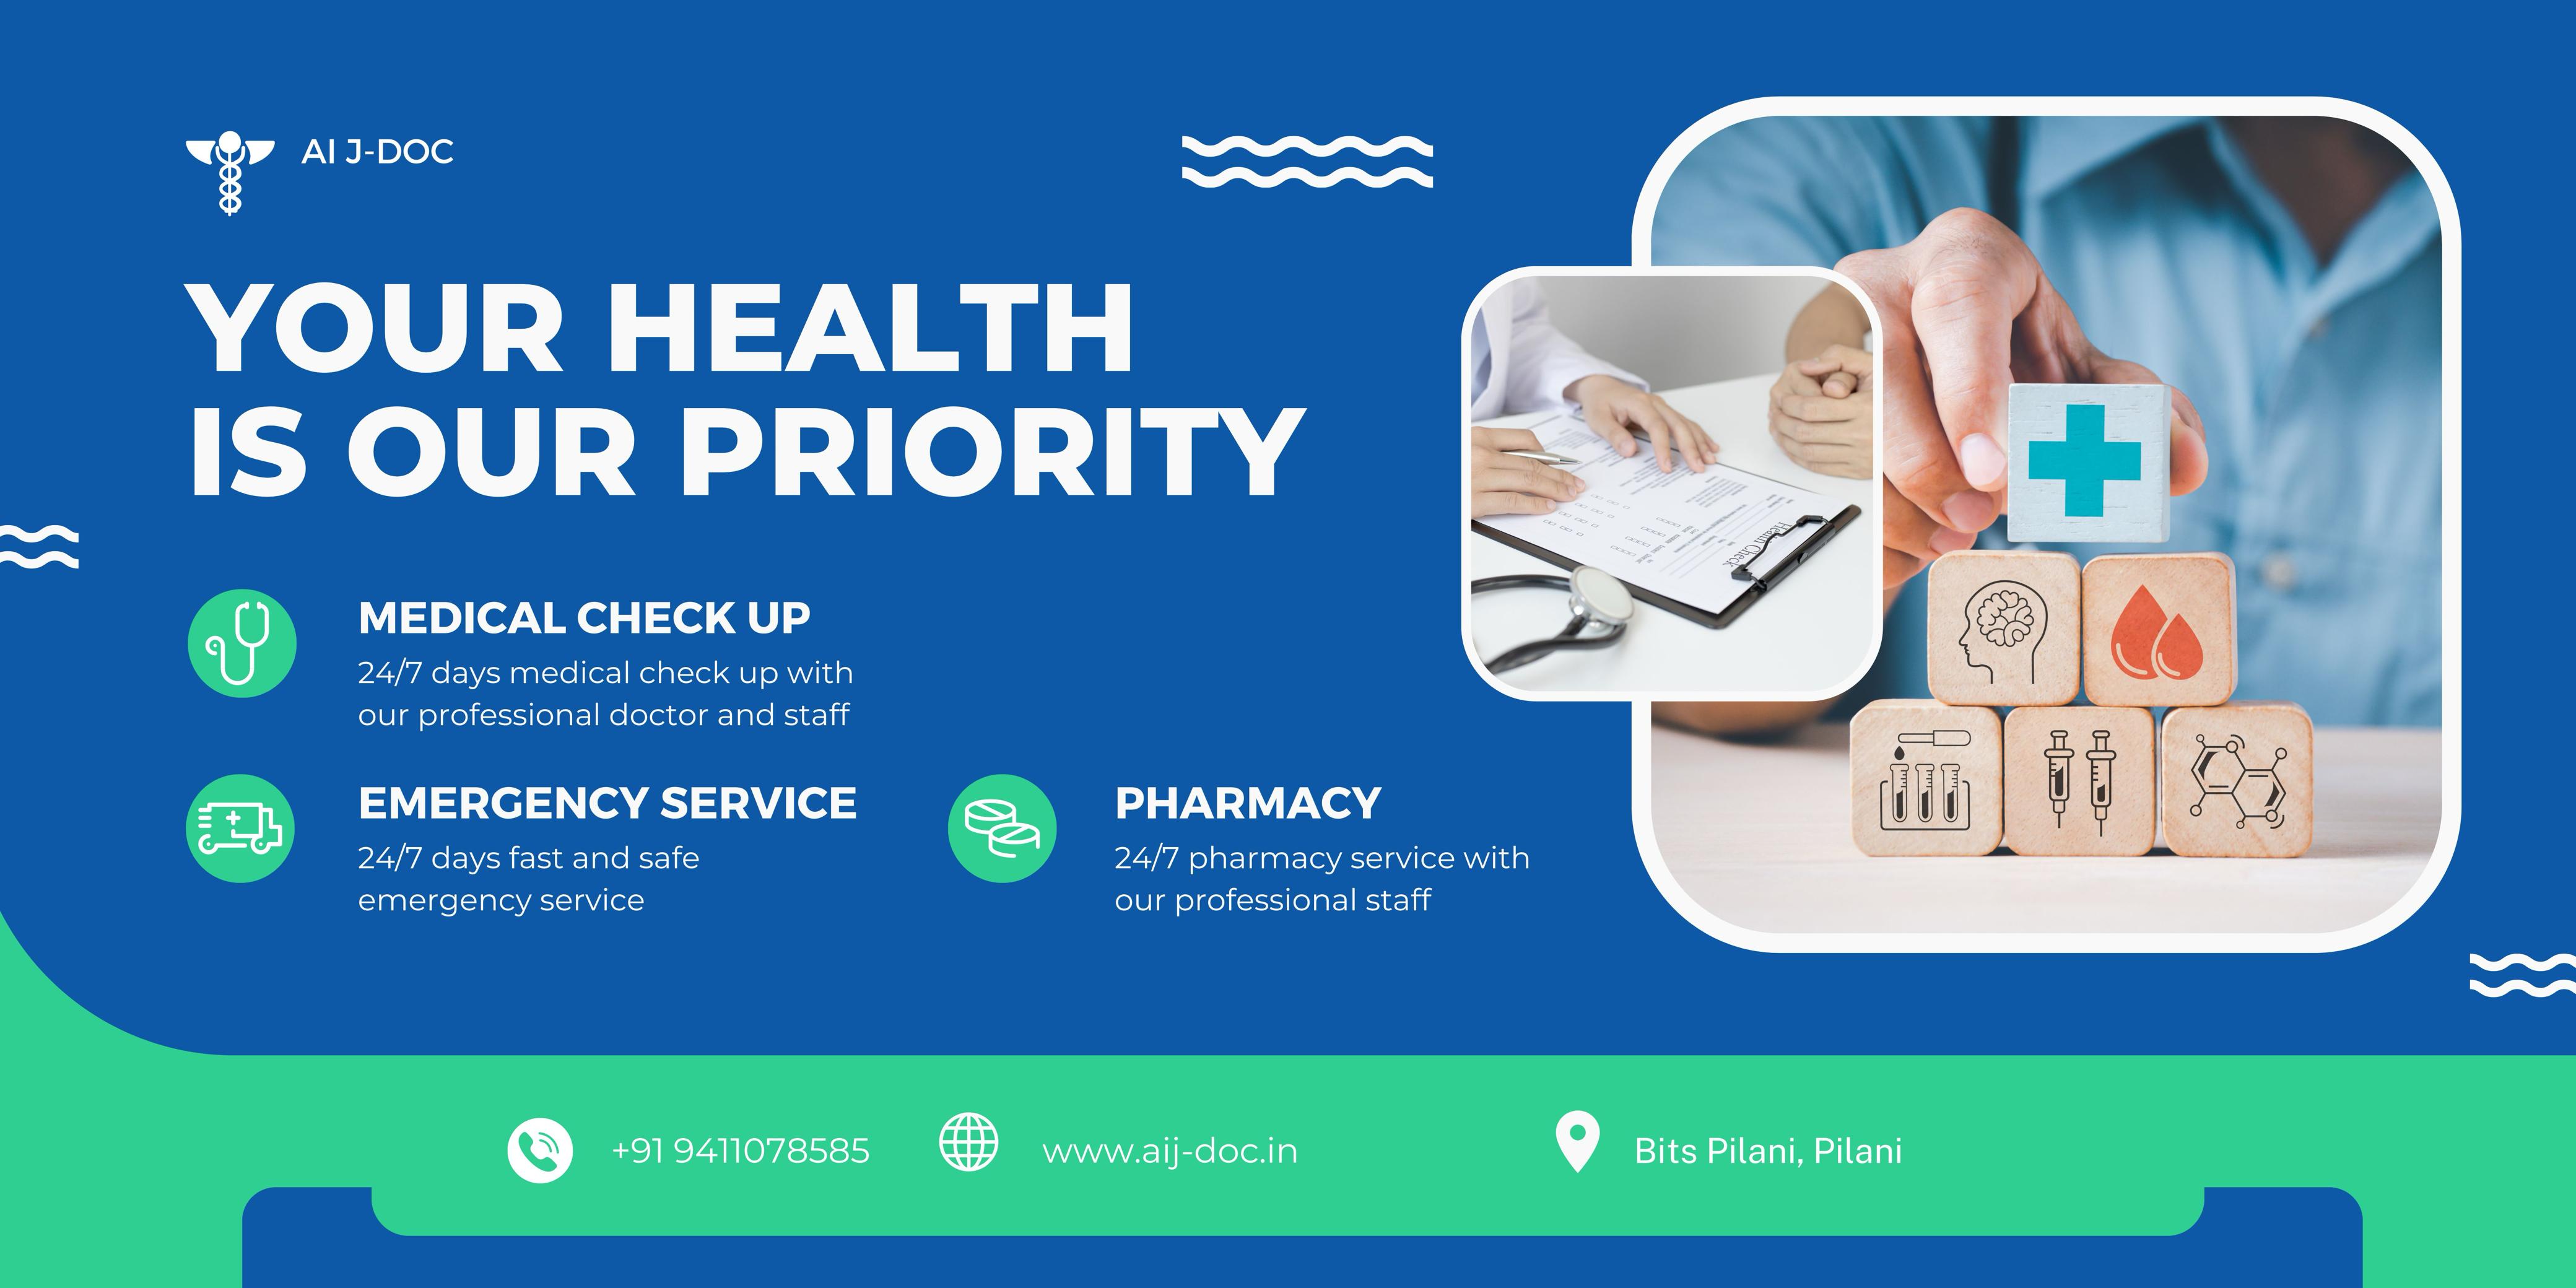 AI J-DOC
YOUR HEALTH
IS OUR PRIORITY
MEDICAL CHECK UP
24/7 days medical check up with
our professional doctor and staff
EMERGENCY SERVICE
24/7 days fast and safe
emergency service
PHARMACY
24/7 pharmacy service with
our professional staff
Health Check
+91 9411078585
www.aij-doc.in
Bits Pilani, Pilani